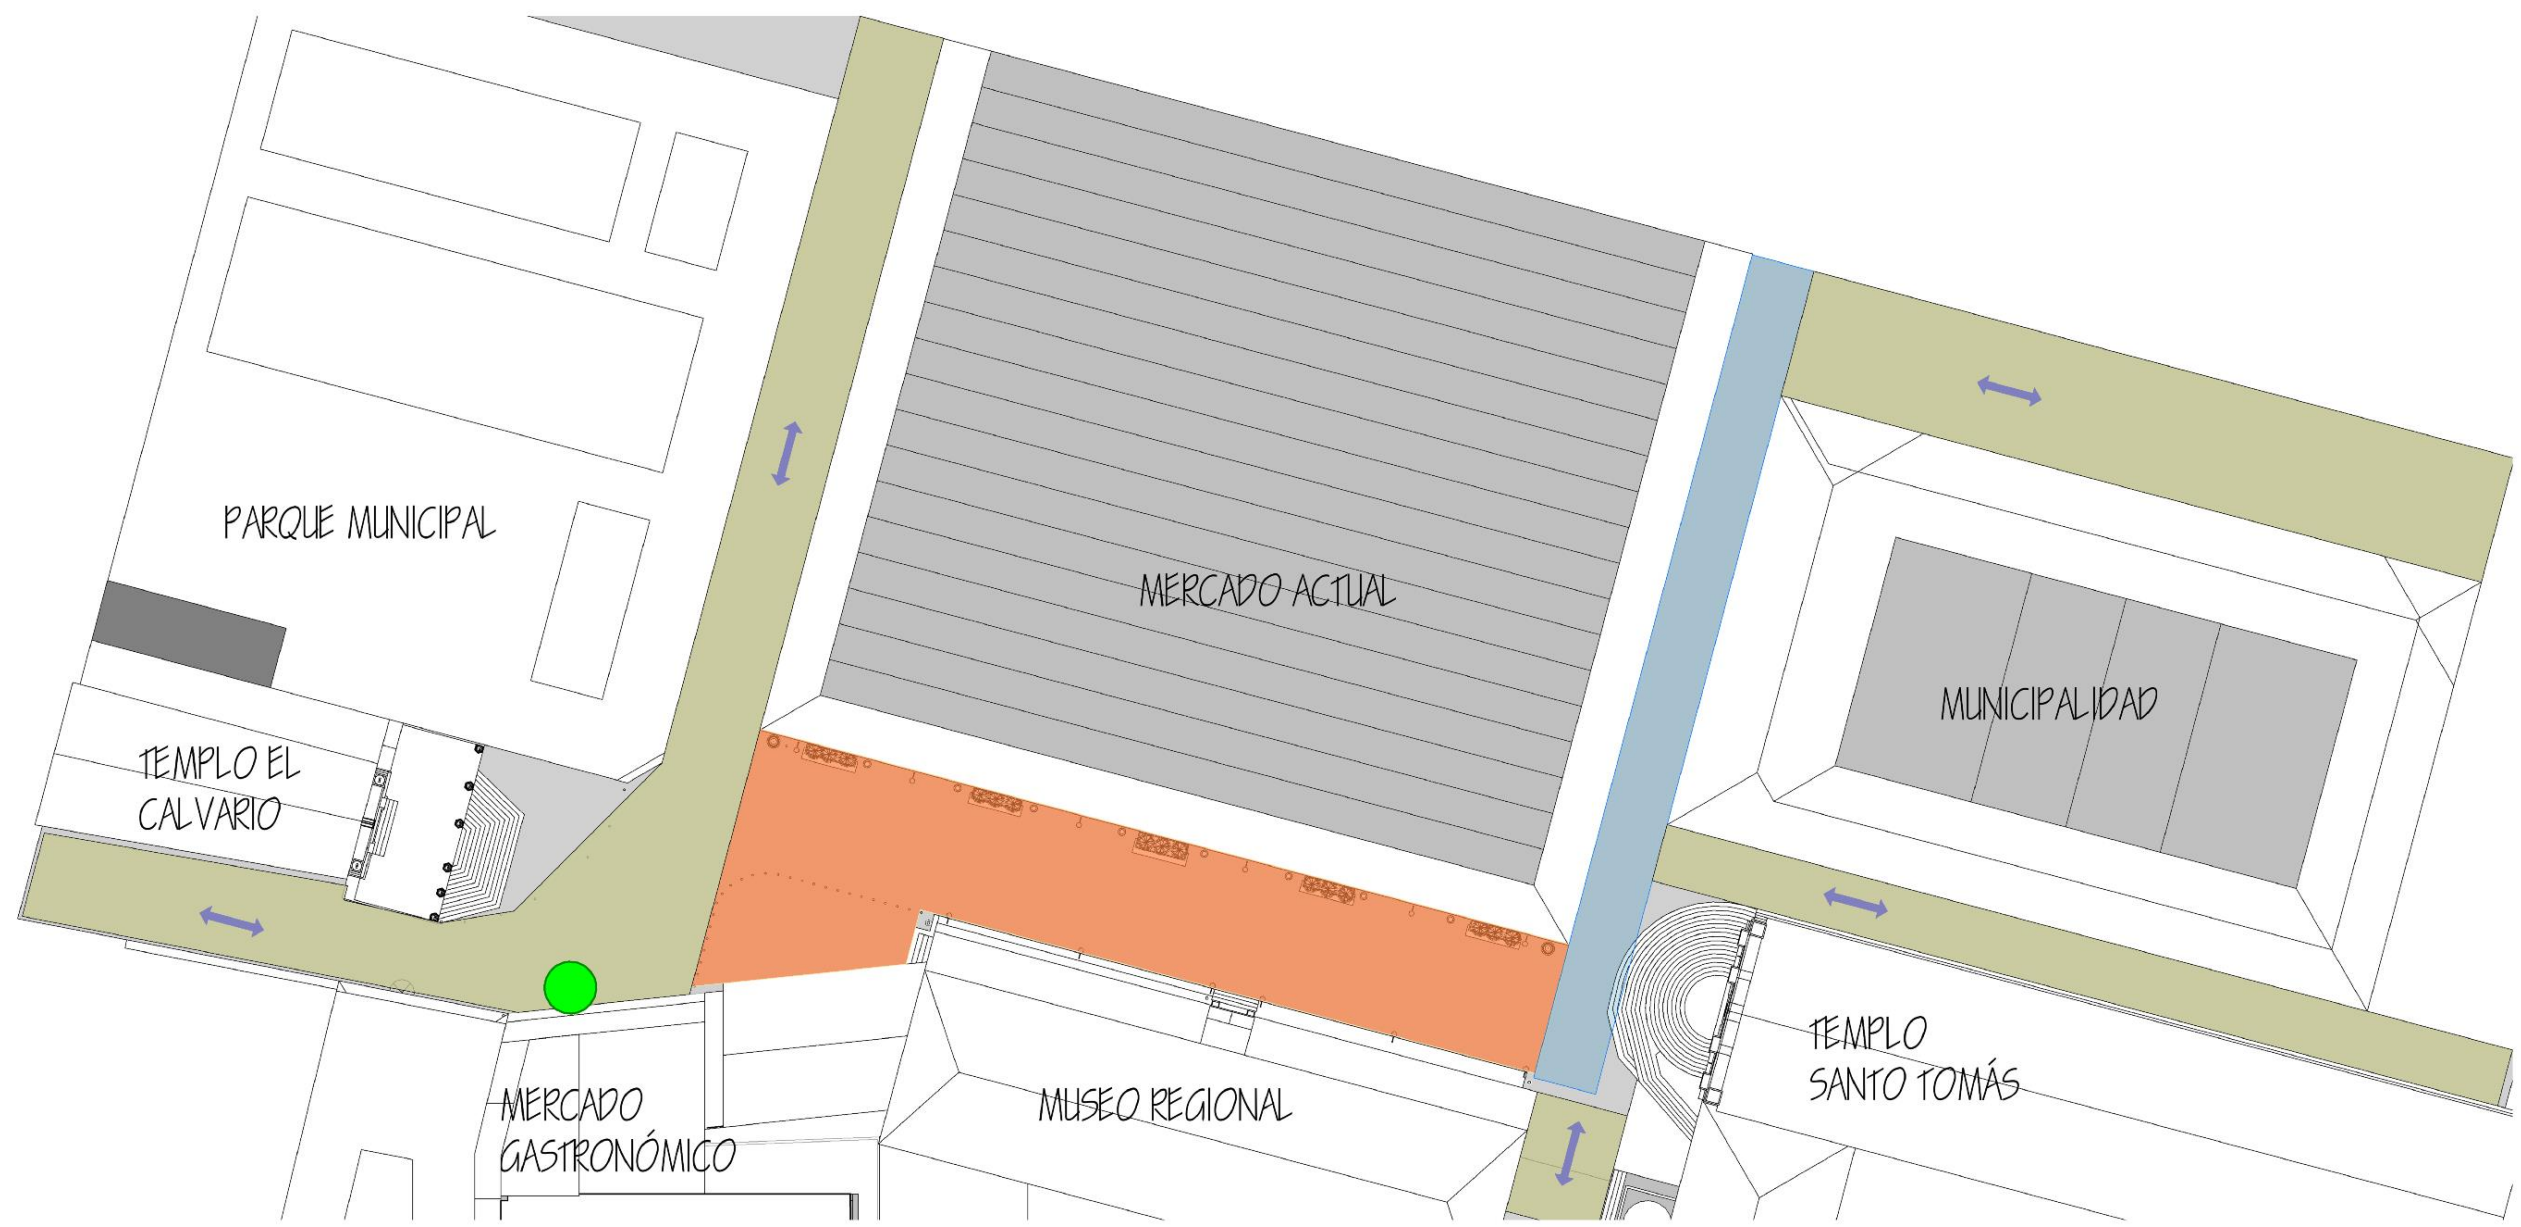 PARQUE MUNICIPAL
MERCADO ACTUAL
MUNICIPALIDAD
TEMPLO EL
CALVARIO
MERCADO
GASTRONÓMICO
MUSEO REGIONAL
TEMPLO
SANTO TOMÁS